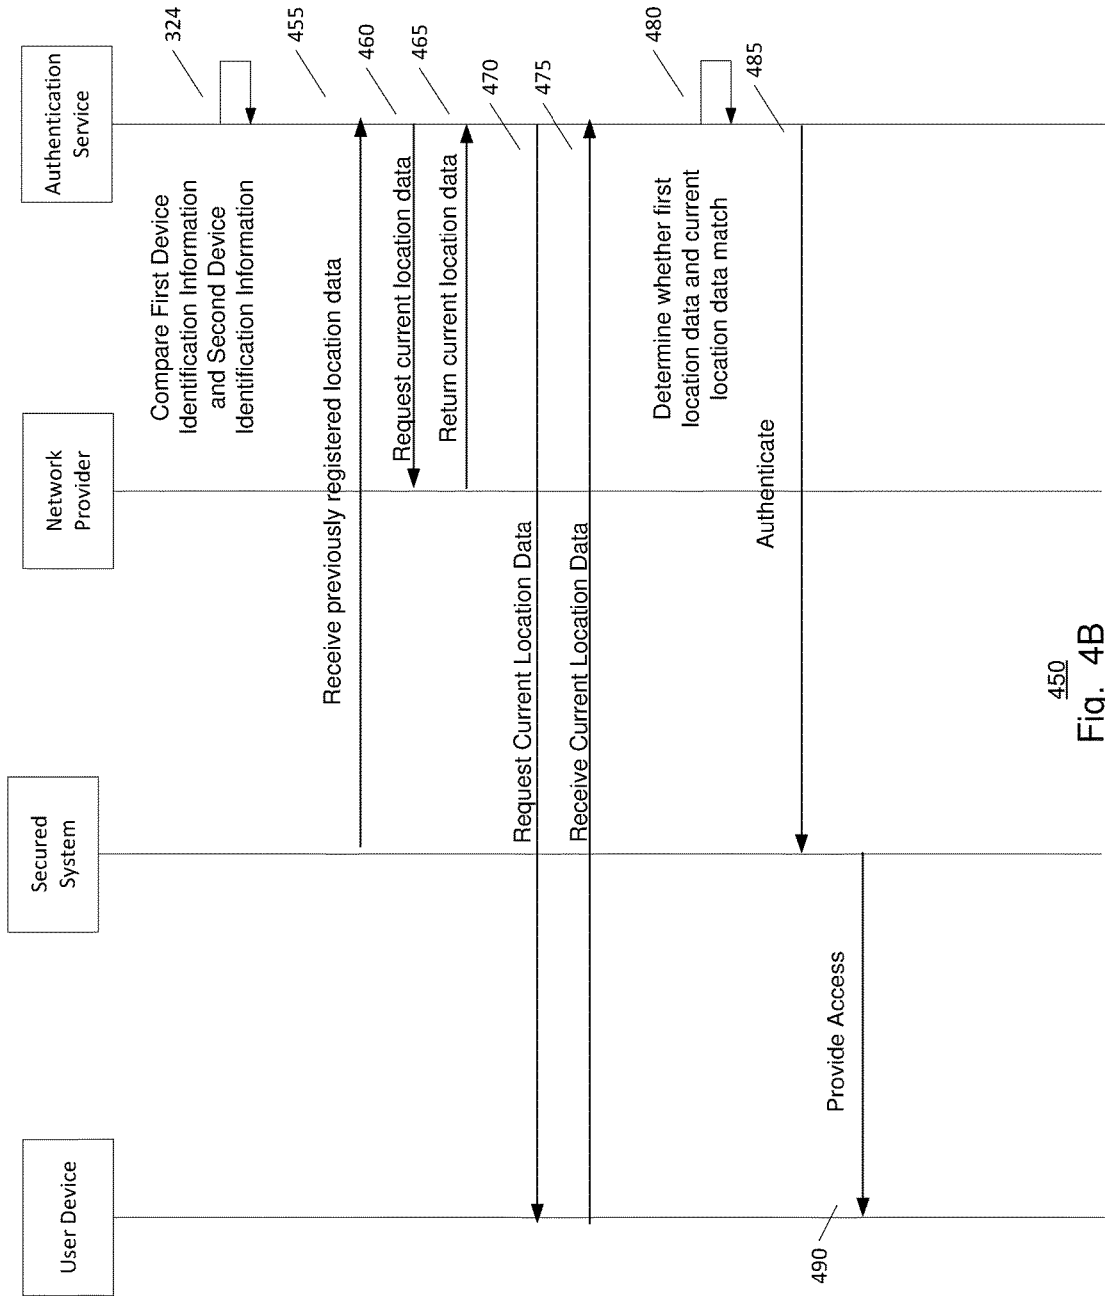 User Device
Secured
System
Network
Provider
Authentication
Service
324
Compare First Device
Identification Information
and Second Device
Identification Information
455
Receive previously registered location data
460
Request current location data
465
Return current location data
470
Request Current Location Data
475
Receive Current Location Data
480
Determine whether first
location data and current
location data match
485
Authenticate
Provide Access
490
450
Fig. 4B